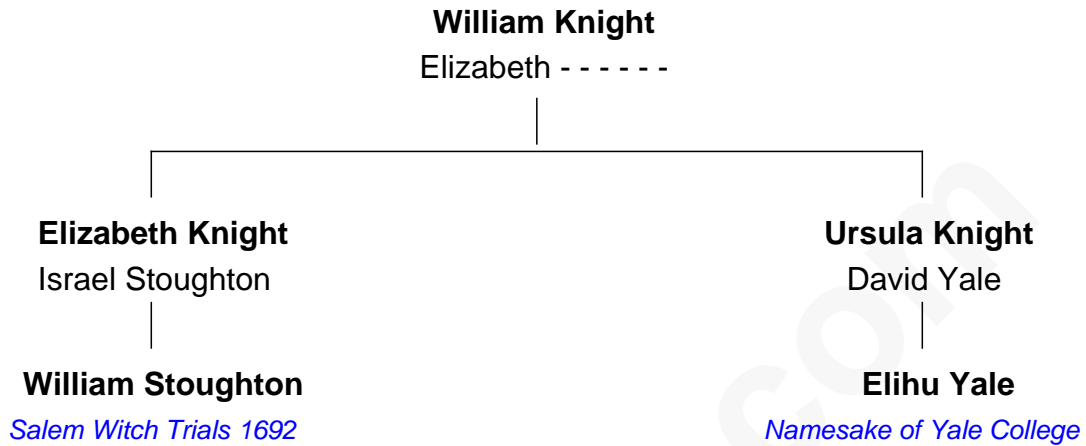 William Knight
Elizabeth - - - - - -
Elizabeth Knight
Ursula Knight
Israel Stoughton
David Yale
William Stoughton
Elihu Yale
Salem Witch Trials 1692
Namesake of Yale College
com